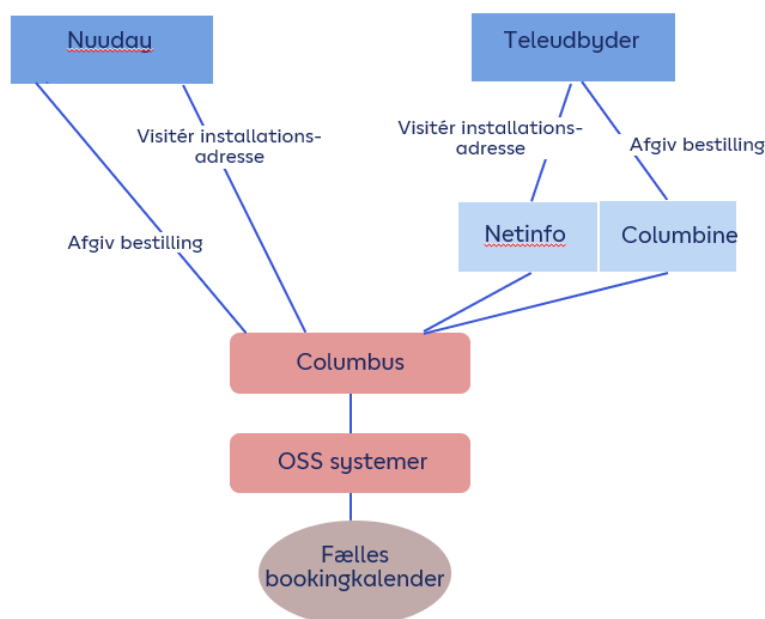 Nuuday
Teleudbyder
Visitér installations-
adresse
Visitér installations-
adresse
Afgiv bestilling
Afgiv bestilling
Netinfo
Columbine
Columbus
OSS systemer
Fælles
bookingkalender